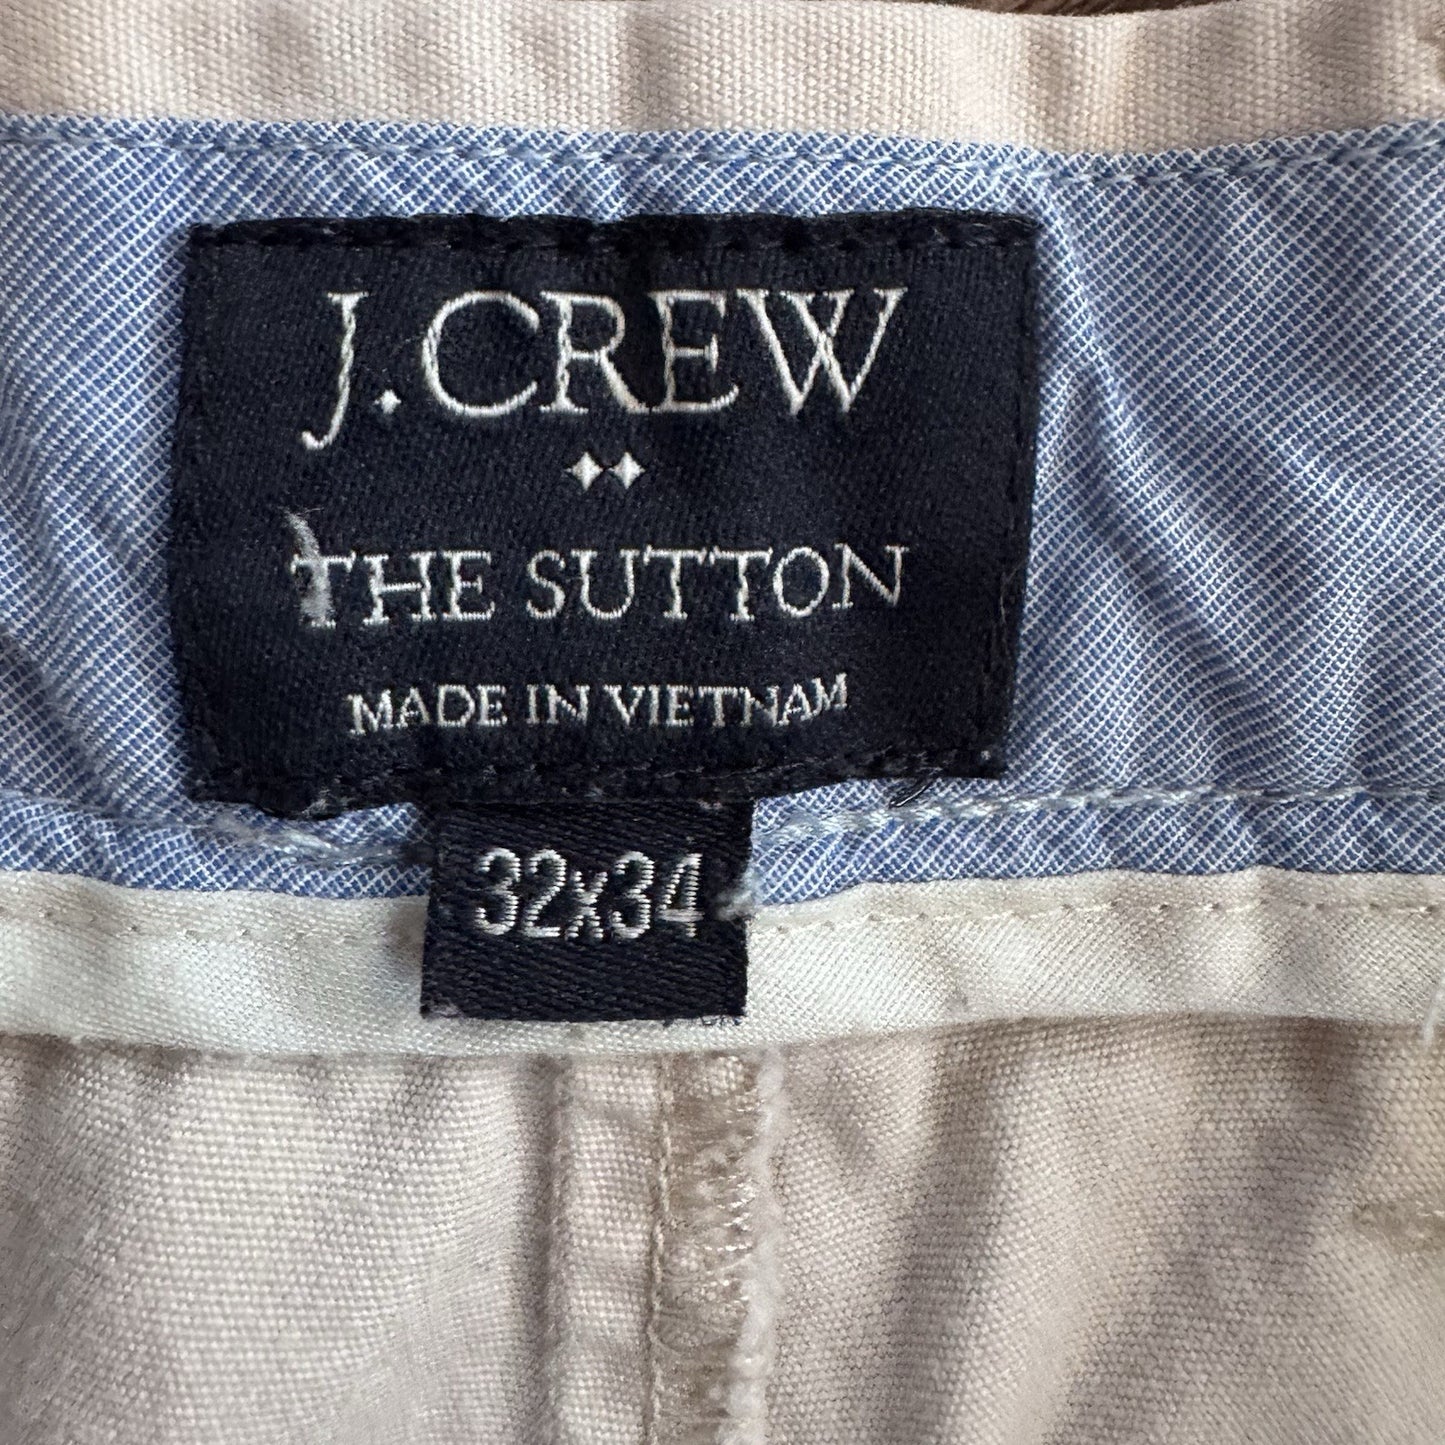 J.CREW
THE SUTTON
MADE IN VIETNAM
32x34